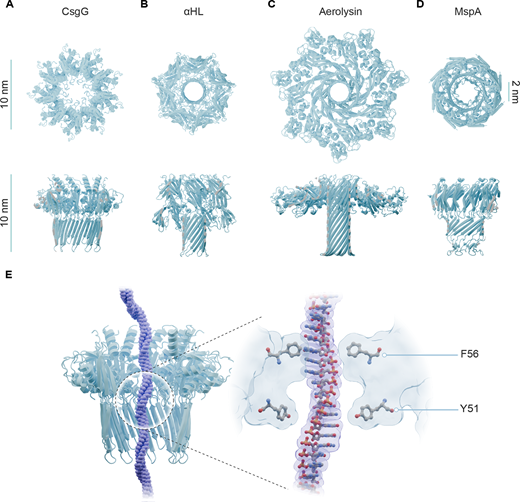 A CsgG B αHL C Aerolysin D MspA
10 nm
2 nm
10 nm
E
F56
Y51